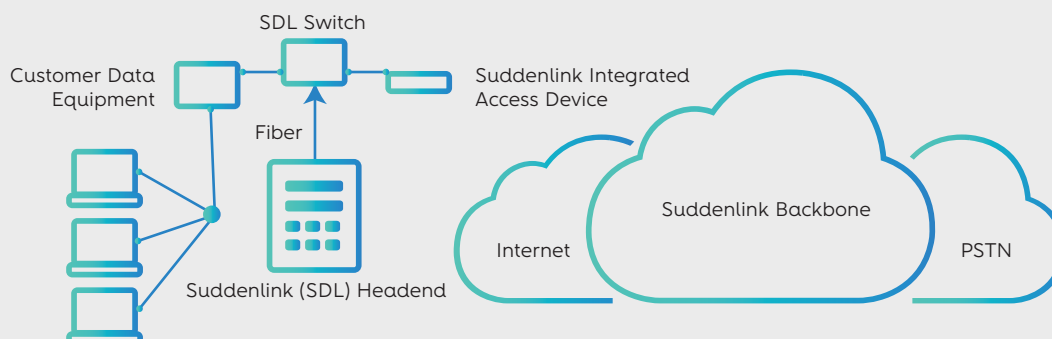 SDL Switch
Customer Data
Equipment
Suddenlink Integrated
Access Device
Fiber
Suddenlink Backbone
Internet
PSTN
Suddenlink (SDL) Headend